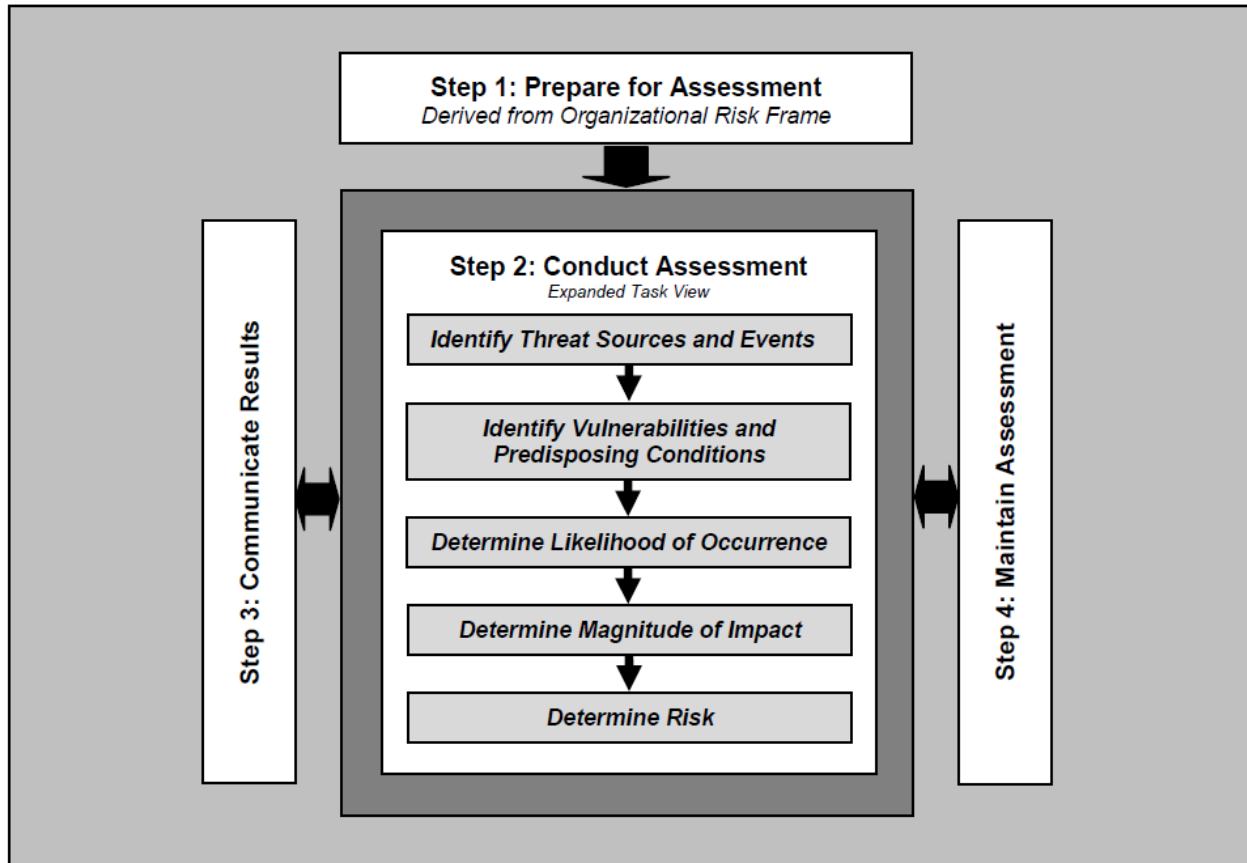 Step 1: Prepare for Assessment
Derived from Organizational Risk Frame
Step 2: Conduct Assessment
Expanded Task View
Identify Threat Sources and Events
Identify Vulnerabilities and
Predisposing Conditions
Determine Likelihood of Occurrence
Determine Magnitude of Impact
Determine Risk
Step 3: Communicate Results
Step 4: Maintain Assessment